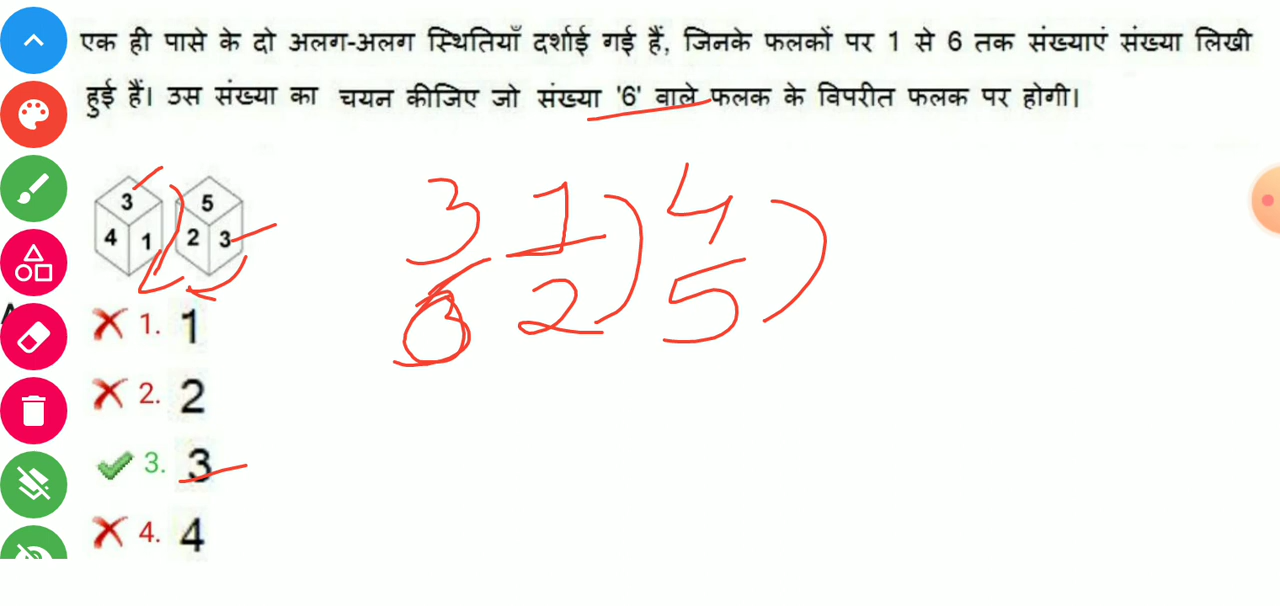 एक ही पासे के दो अलग-अलग स्थितियाँ दर्शाई गई हैं, जिनके फलकों पर 1 से 6 तक संख्याएं संख्या लिखी
हुई हैं। उस संख्या का चयन कीजिए जो संख्या '6' वाले फलक के विपरीत फलक पर होगी।
3 5
4 1 2 3
3 1 4
6 2 5
1. 1
2. 2
3. 3
4. 4